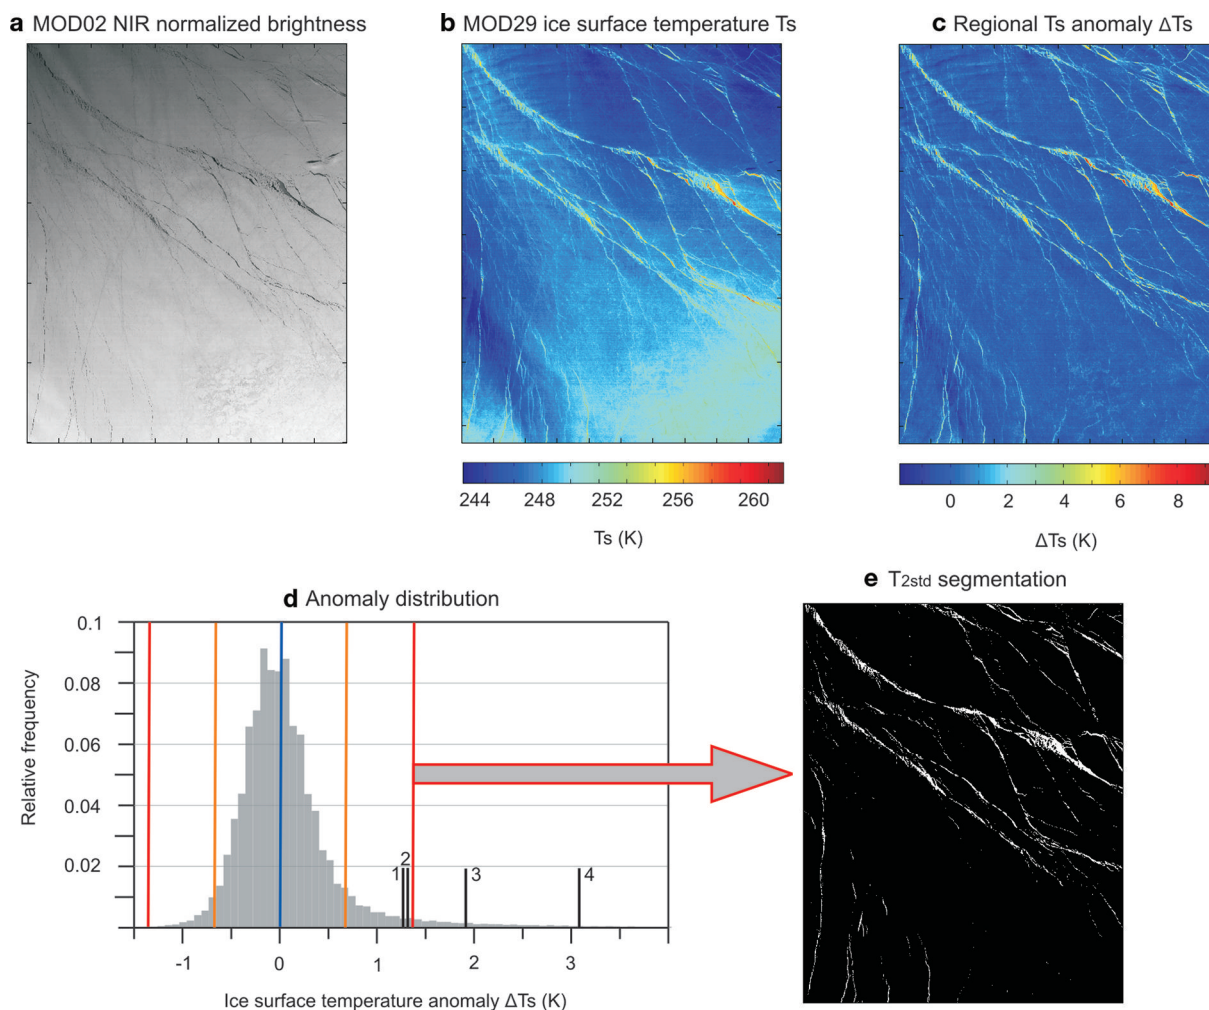 a MOD02 NIR normalized brightness
b MOD29 ice surface temperature Ts
c Regional Ts anomaly ΔTs
244 248 252 256 260
Ts (K)
0 2 4 6 8
ΔTs (K)
d Anomaly distribution
e T2std segmentation
0.1
0.08
0.06
0.04
0.02
Relative frequency
1 2 3 4
-1 0 1 2 3
Ice surface temperature anomaly ΔTs (K)